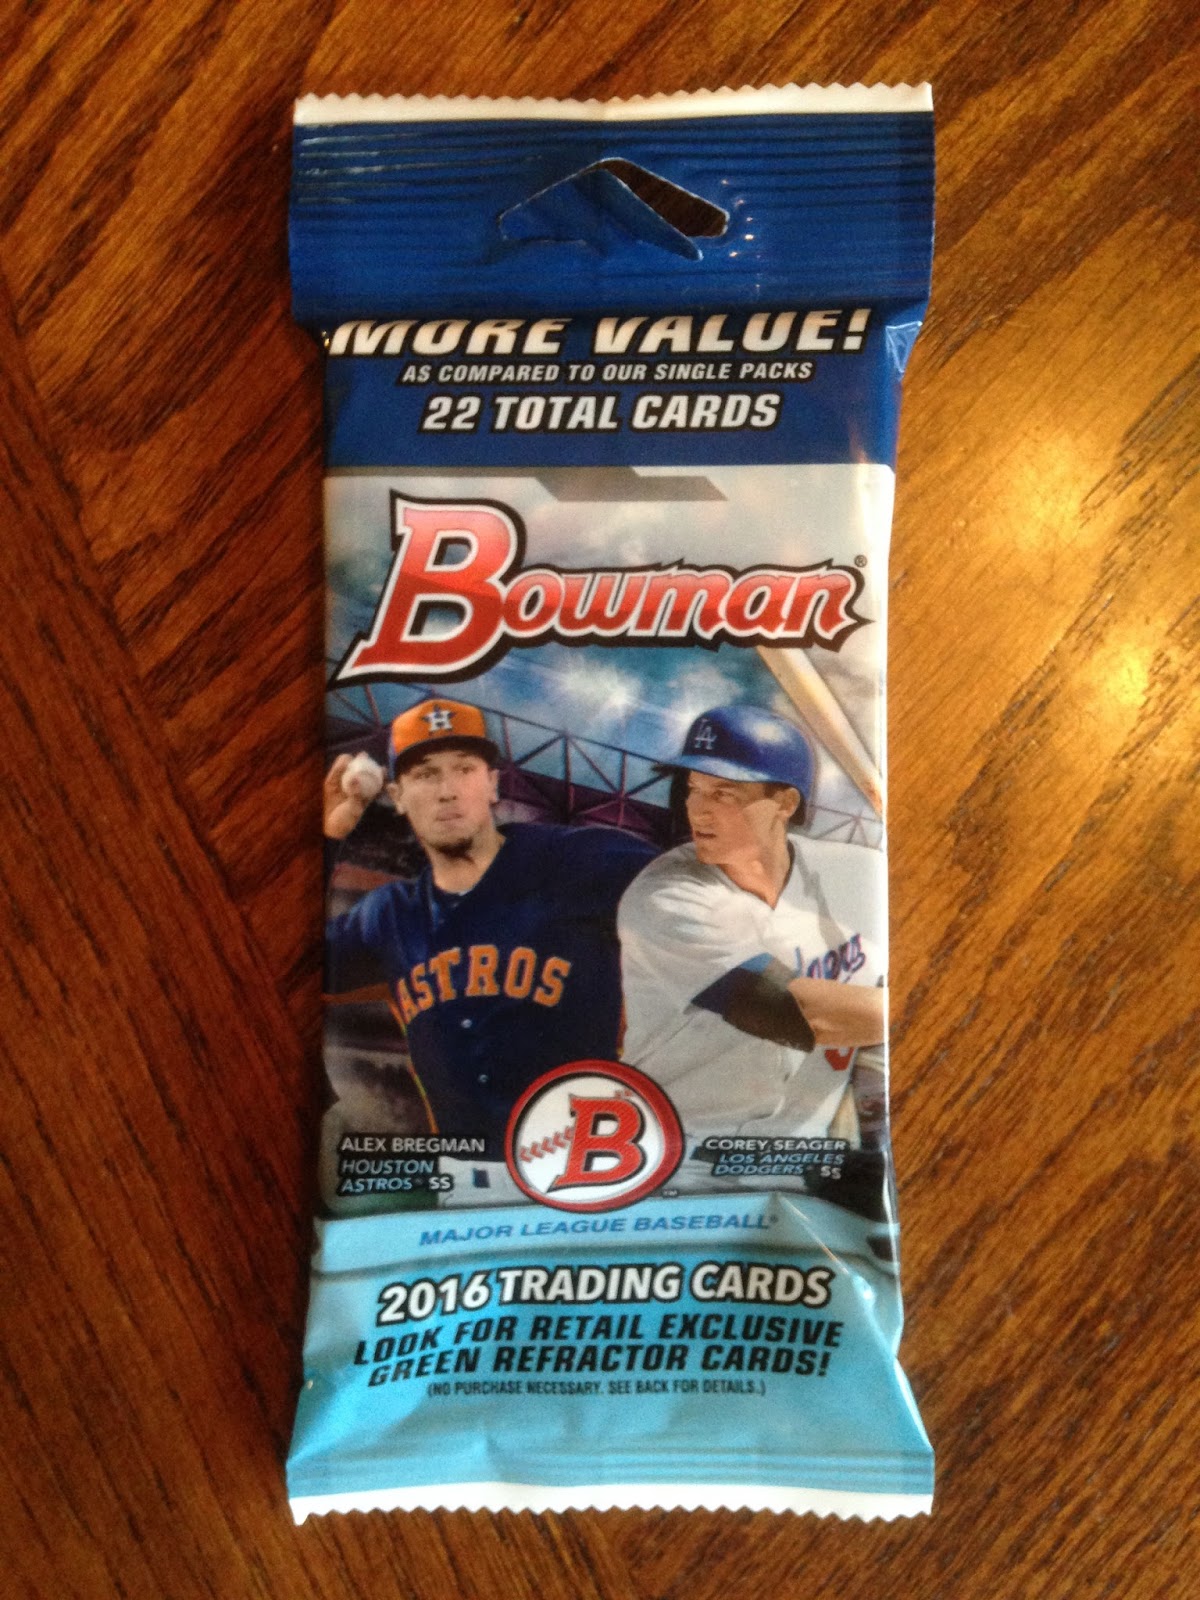 MORE VALUE!
AS COMPARED TO OUR SINGLE PACKS
22 TOTAL CARDS
Bowman®
H
LA
ASTROS
B
ALEX BREGMAN
HOUSTON
ASTROS® SS
COREY SEAGER
LOS ANGELES
DODGERS® SS
MAJOR LEAGUE BASEBALL®
2016 TRADING CARDS
LOOK FOR RETAIL EXCLUSIVE
GREEN REFRACTOR CARDS!
(NO PURCHASE NECESSARY. SEE BACK FOR DETAILS.)